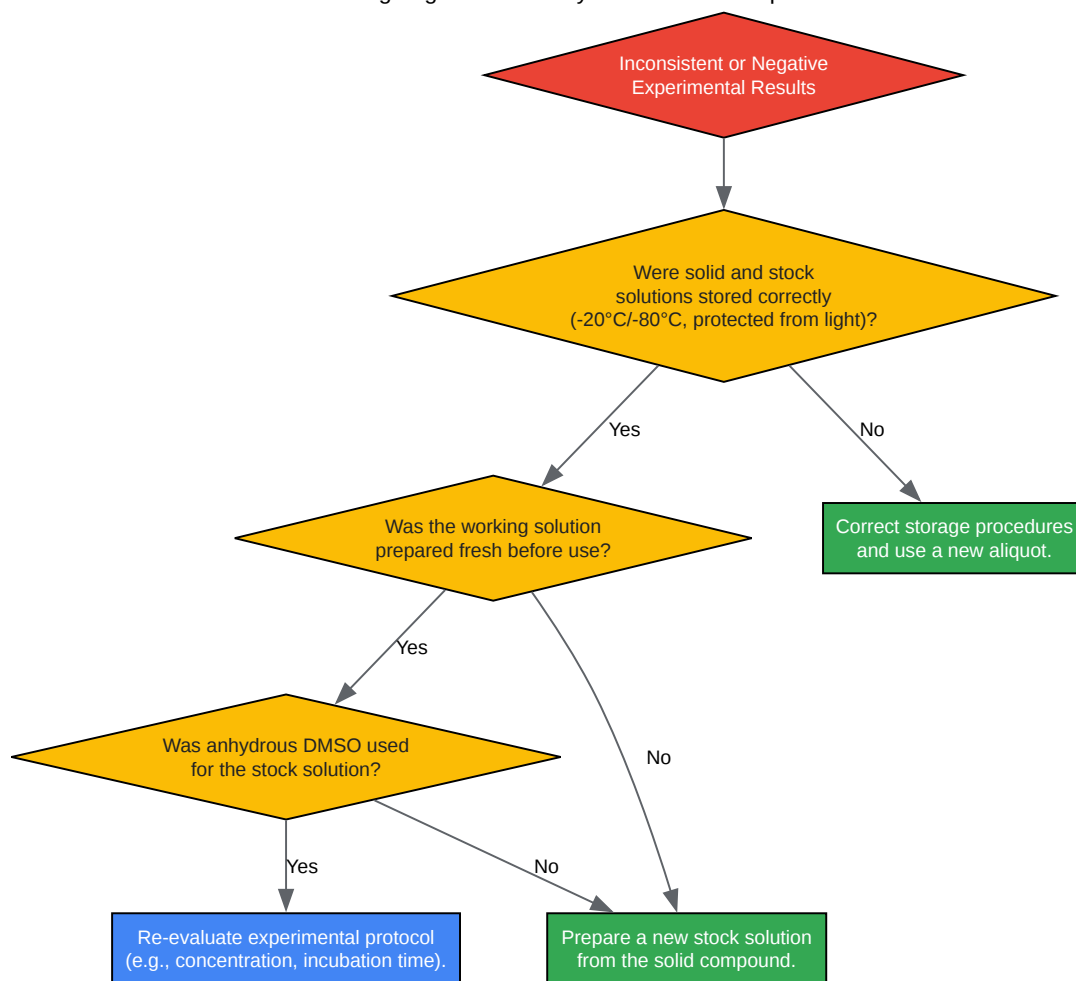 Inconsistent or Negative
Experimental Results
Were solid and stock
solutions stored correctly
(-20°C/-80°C, protected from light)?
Yes
No
Was the working solution
prepared fresh before use?
Correct storage procedures
and use a new aliquot.
Yes
Was anhydrous DMSO used
for the stock solution?
No
Yes
No
Re-evaluate experimental protocol
(e.g., concentration, incubation time).
Prepare a new stock solution
from the solid compound.